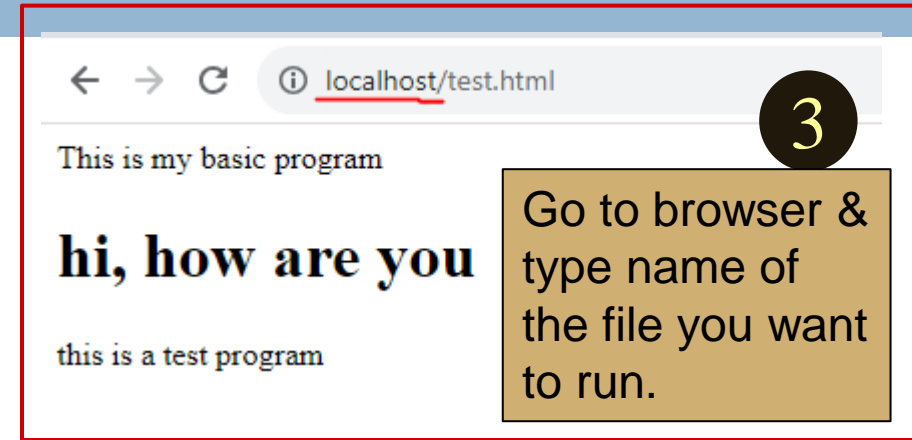 localhost/test.html
3
This is my basic program
hi, how are you
this is a test program
Go to browser &
type name of
the file you want
to run.